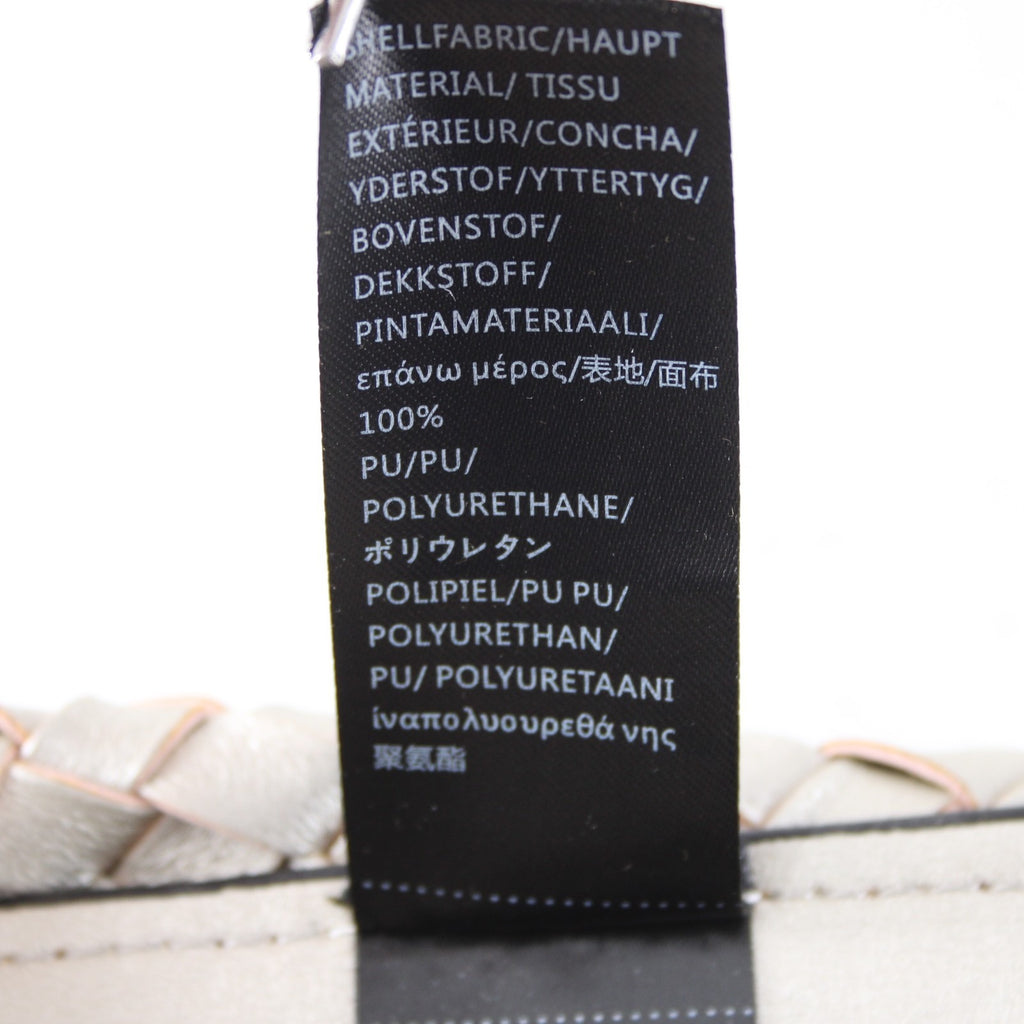 SHELLFABRIC/HAUPT
MATERIAL/ TISSU
EXTÉRIEUR/CONCHA/
YDERSTOF/YTTERTYG/
BOVENSTOF/
DEKKSTOFF/
PINTAMATERIAALI/
επάνω μέρος/表地/面布
100%
PU/PU/
POLYURETHANE/
ポリウレタン
POLIPIEL/PU PU/
POLYURETHAN/
PU/ POLYURETAANI
ίναπολυουρεθά νης
聚氨酯